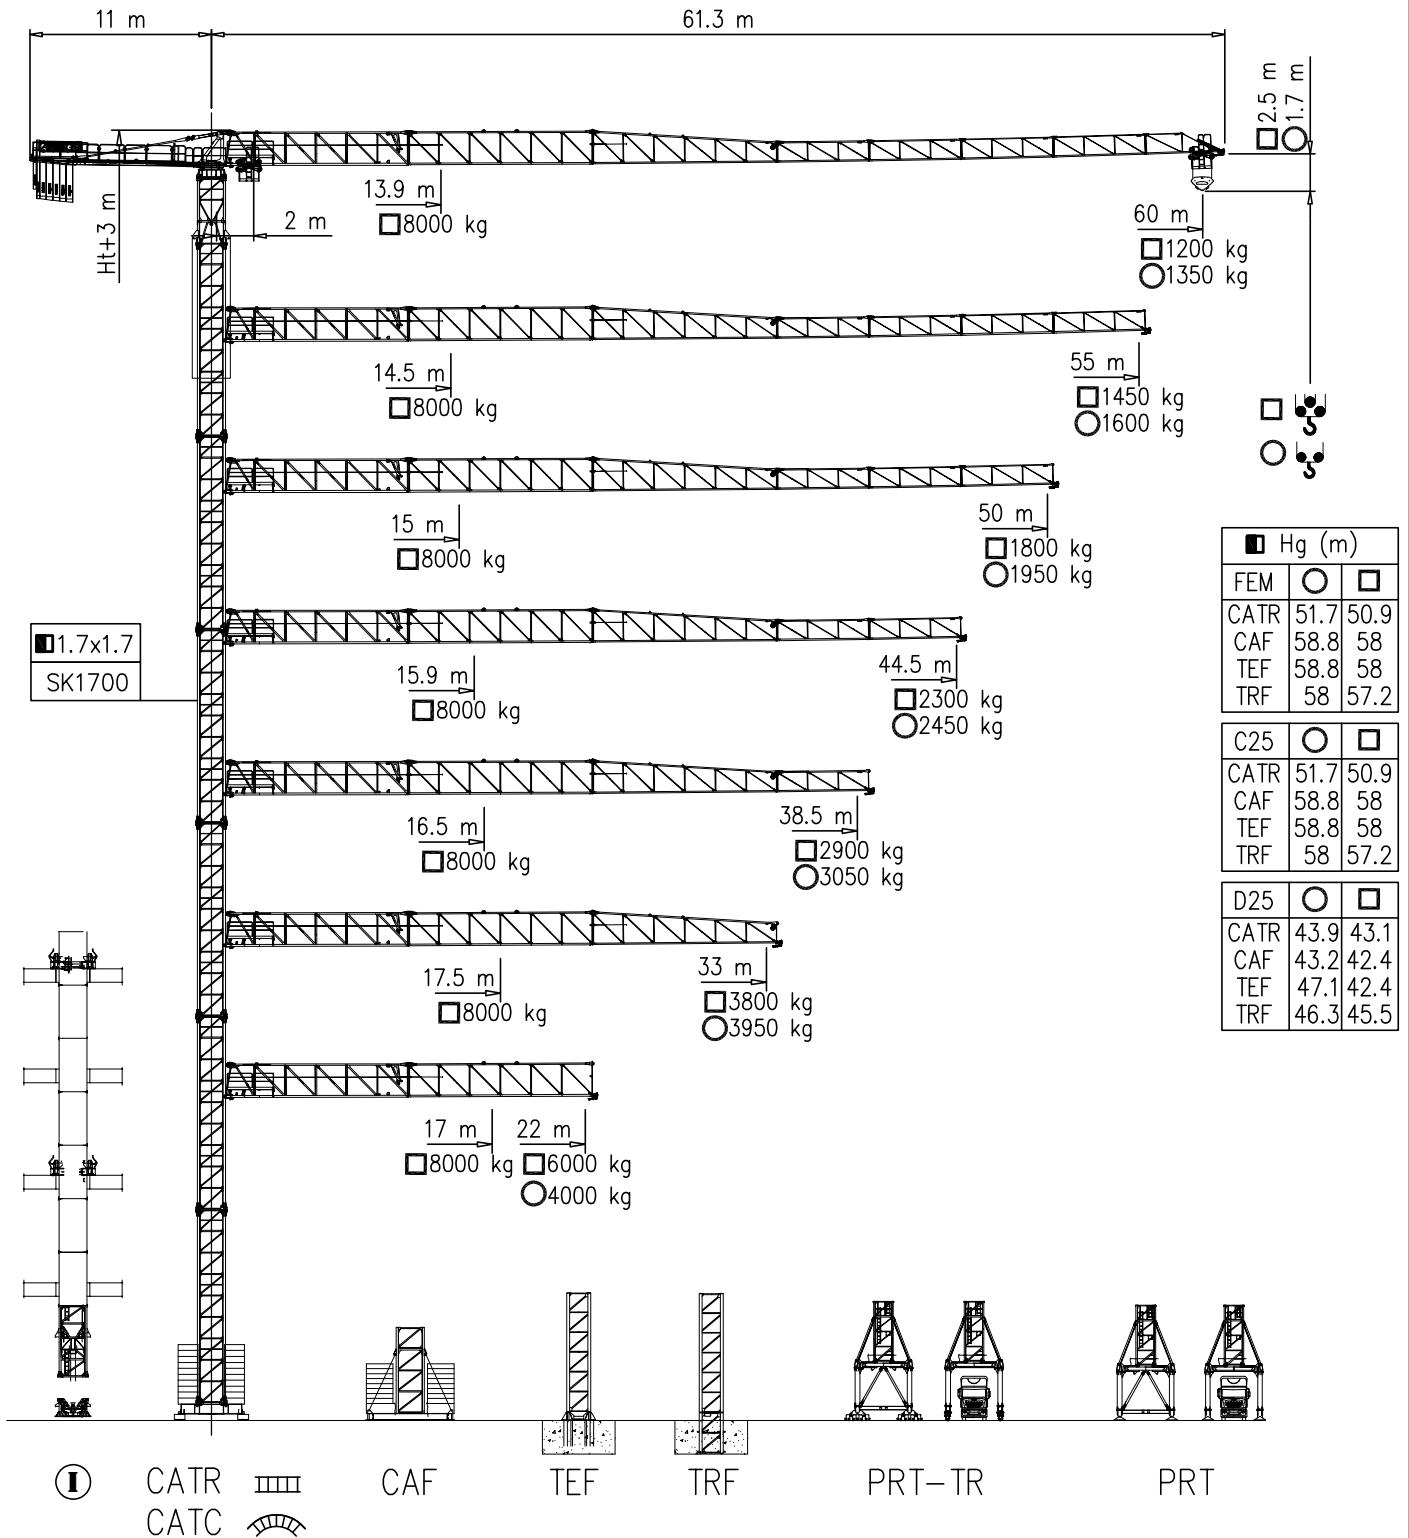 11 m
61.3 m
□2.5 m
○1.7 m
Ht+3 m
13.9 m
□8000 kg
2 m
60 m
□1200 kg
○1350 kg
14.5 m
□8000 kg
55 m
□1450 kg
○1600 kg
15 m
□8000 kg
50 m
□1800 kg
○1950 kg
15.9 m
□8000 kg
44.5 m
□2300 kg
○2450 kg
1.7x1.7
SK1700
16.5 m
□8000 kg
38.5 m
□2900 kg
○3050 kg
17.5 m
□8000 kg
33 m
□3800 kg
○3950 kg
17 m
□8000 kg
22 m
□6000 kg
○4000 kg
Hg (m)
FEM ○ □
CATR 51.7 50.9
CAF 58.8 58
TEF 58.8 58
TRF 58 57.2
C25 ○ □
CATR 51.7 50.9
CAF 58.8 58
TEF 58.8 58
TRF 58 57.2
D25 ○ □
CATR 43.9 43.1
CAF 43.2 42.4
TEF 47.1 42.4
TRF 46.3 45.5
I CATR CAF TEF TRF PRT-TR PRT
CATC